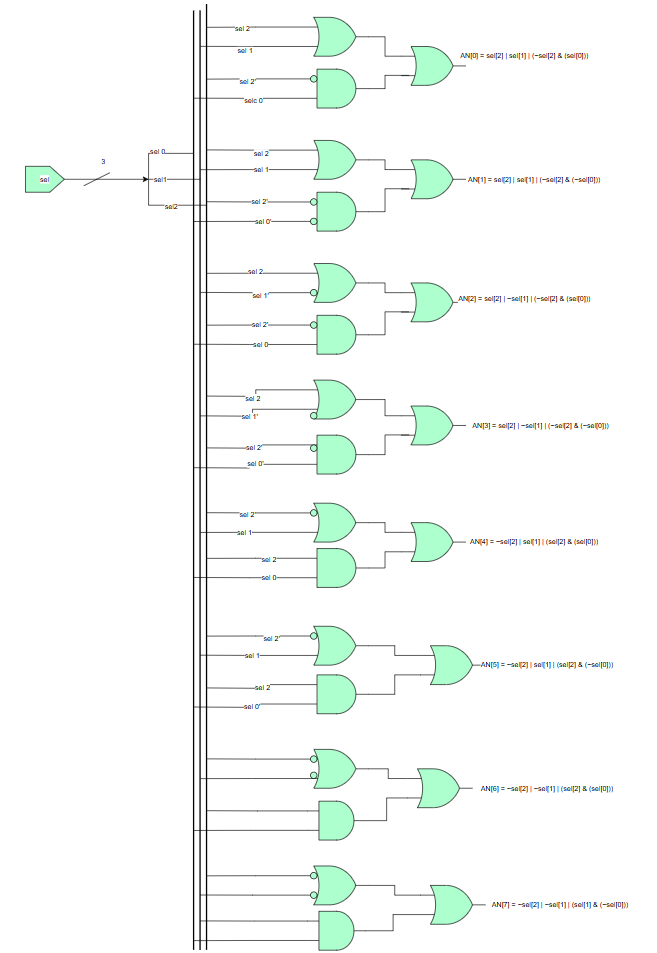 sel 2
sel 1
AN[0] = sel[2] | sel[1] | (~sel[2] & (sel[0]))
sel 2'
selc 0'
sel
3
sel 0
sel1
sel2
sel 2
sel 1
AN[1] = sel[2] | sel[1] | (~sel[2] & (~sel[0]))
sel 2'
sel 0'
sel 2
sel 1'
AN[2] = sel[2] | ~sel[1] | (~sel[2] & (sel[0]))
sel 2'
sel 0
sel 2
sel 1'
AN[3] = sel[2] | ~sel[1] | (~sel[2] & (~sel[0]))
sel 2'
sel 0'
sel 2'
sel 1
AN[4] = ~sel[2] | sel[1] | (sel[2] & (sel[0]))
sel 2
sel 0
sel 2'
sel 1
AN[5] = ~sel[2] | sel[1] | (sel[2] & (~sel[0]))
sel 2
sel 0'
AN[6] = ~sel[2] | ~sel[1] | (sel[2] & (sel[0]))
AN[7] = ~sel[2] | ~sel[1] | (sel[1] & (~sel[0]))